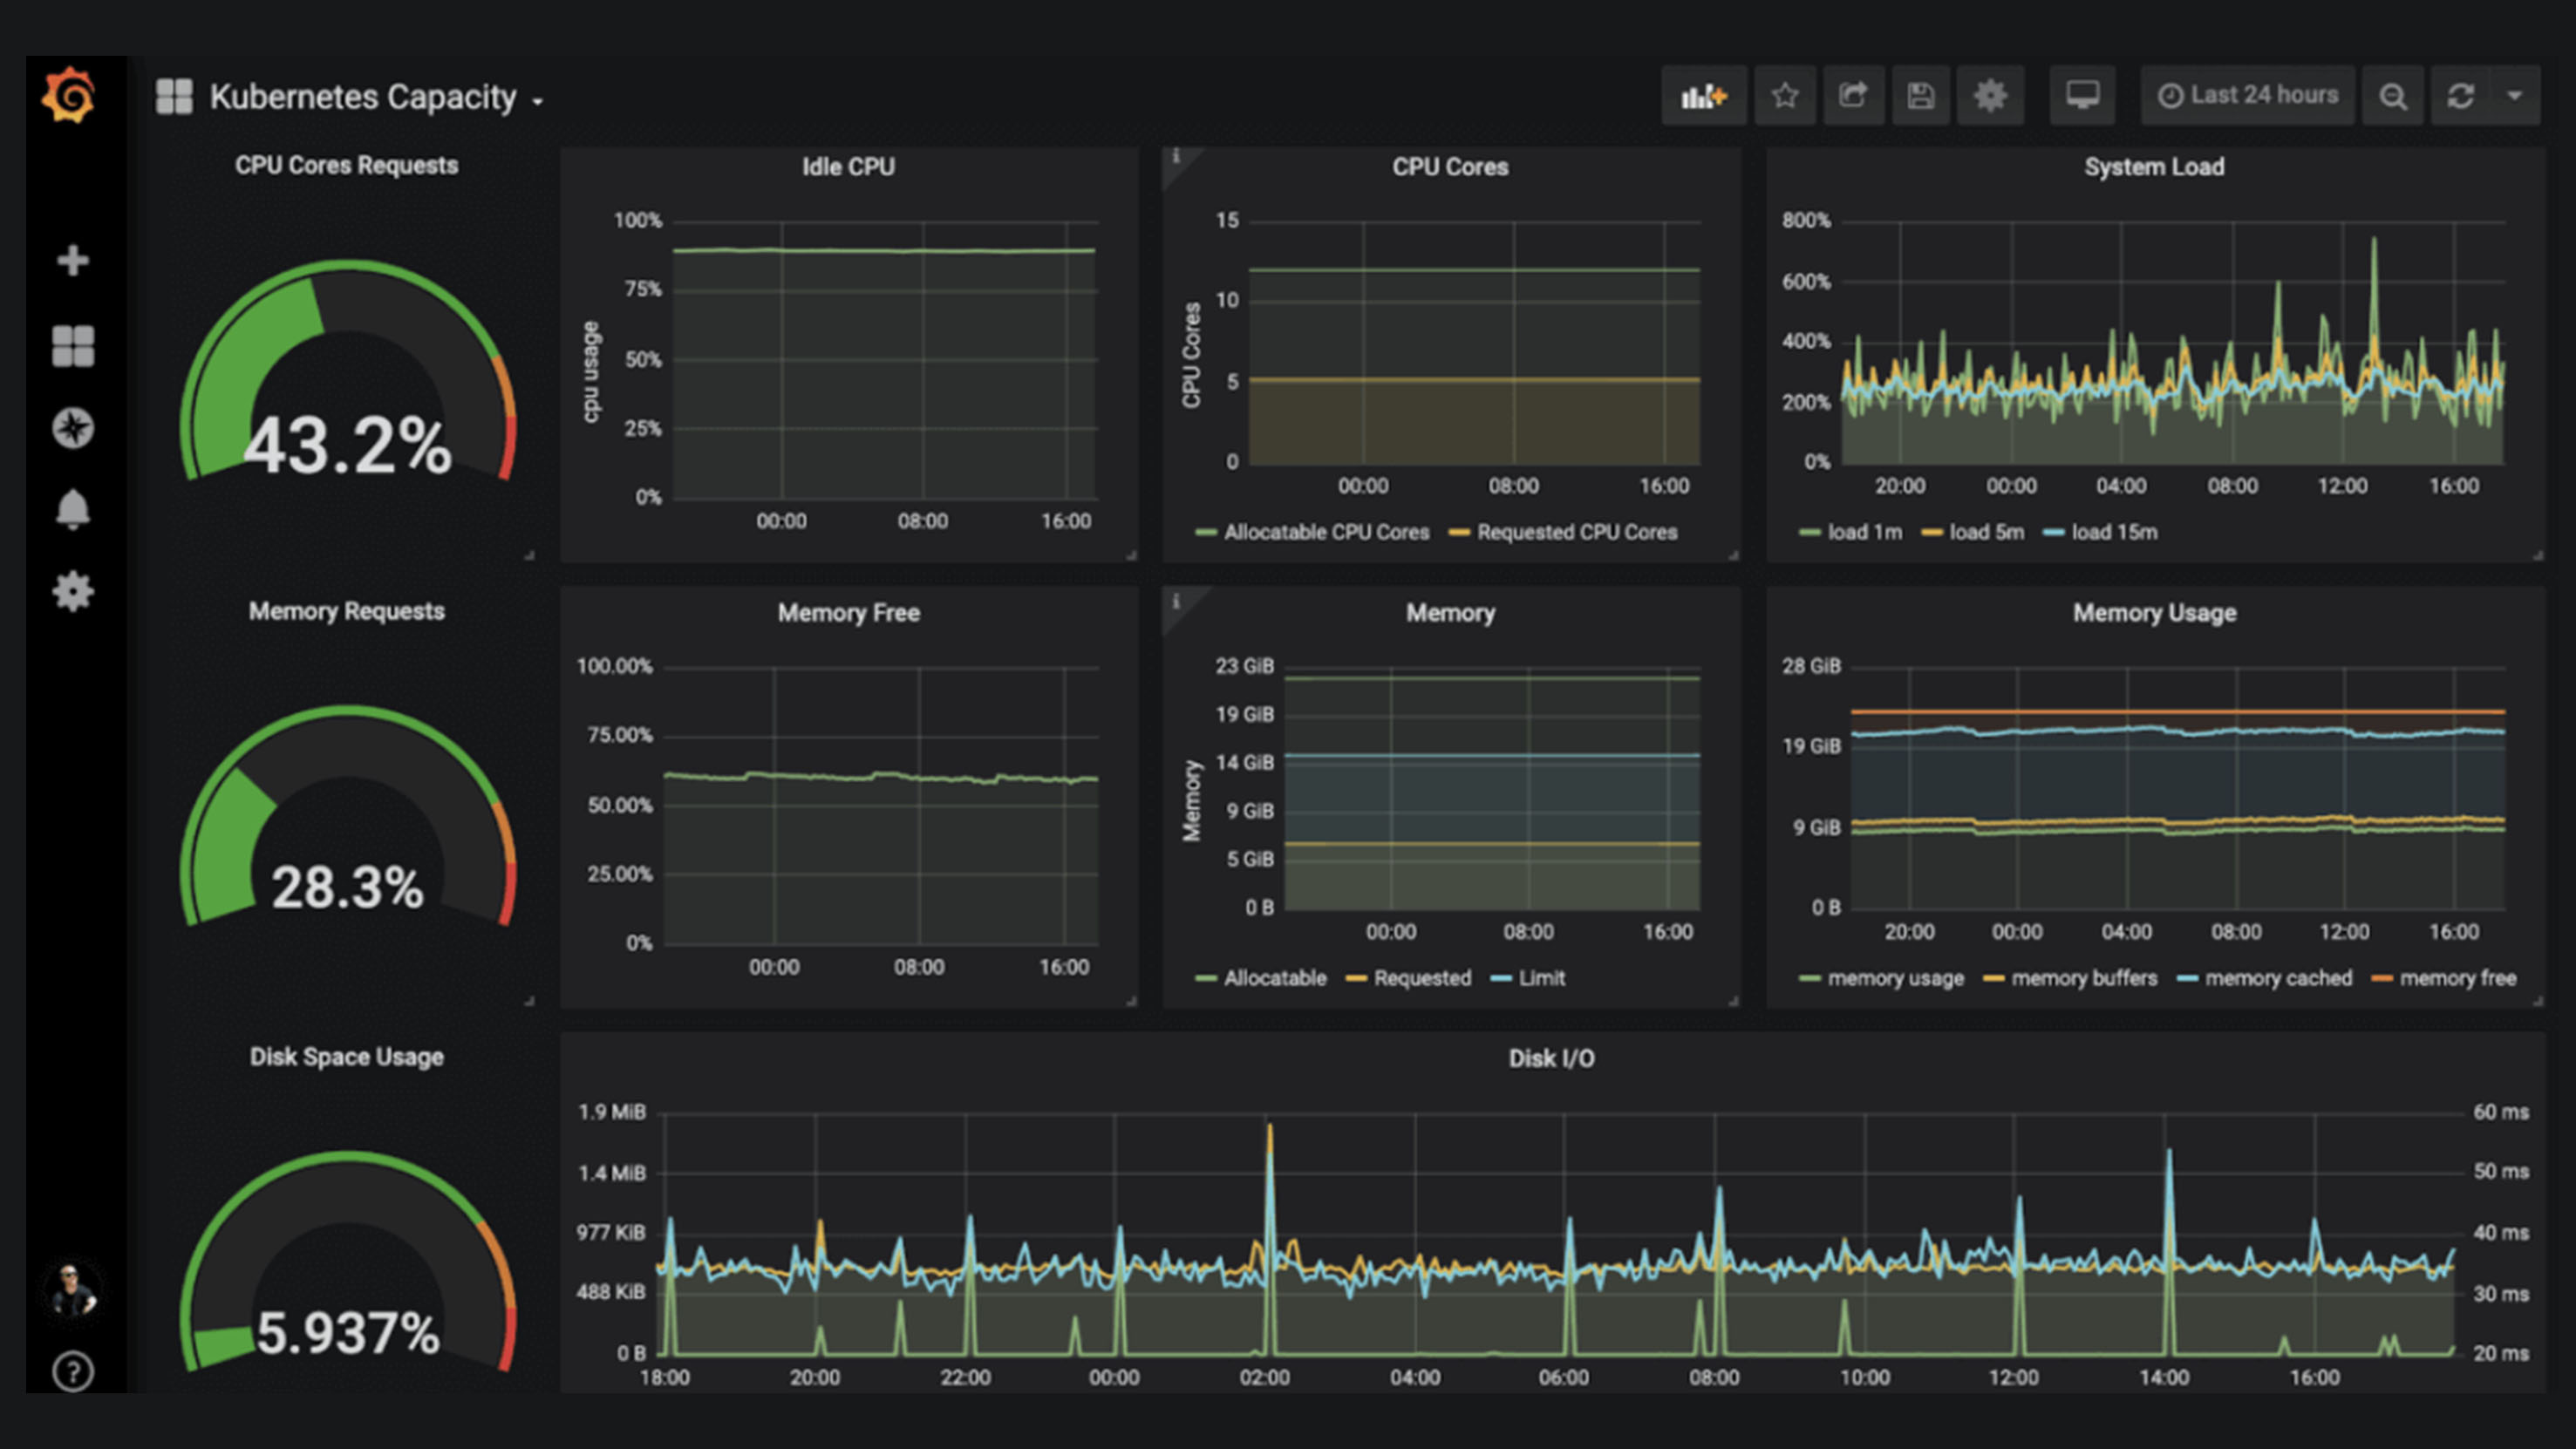 Kubernetes Capacity
Last 24 hours
CPU Cores Requests
43.2%
Idle CPU
cpu usage
100%
75%
50%
25%
0%
00:00 08:00 16:00
i
CPU Cores
CPU Cores
15
10
5
0
00:00 08:00 16:00
Allocatable CPU Cores Requested CPU Cores
System Load
800%
600%
400%
200%
0%
20:00 00:00 04:00 08:00 12:00 16:00
load 1m load 5m load 15m
Memory Requests
28.3%
Memory Free
100.00%
75.00%
50.00%
25.00%
0%
00:00 08:00 16:00
i
Memory
Memory
23 GiB
19 GiB
14 GiB
9 GiB
5 GiB
0 B
00:00 08:00 16:00
Allocatable Requested Limit
Memory Usage
28 GiB
19 GiB
9 GiB
0 B
20:00 00:00 04:00 08:00 12:00 16:00
memory usage memory buffers memory cached memory free
Disk Space Usage
5.937%
Disk I/O
1.9 MiB
1.4 MiB
977 KiB
488 KiB
0 B
60 ms
50 ms
40 ms
30 ms
20 ms
18:00 20:00 22:00 00:00 02:00 04:00 06:00 08:00 10:00 12:00 14:00 16:00
?